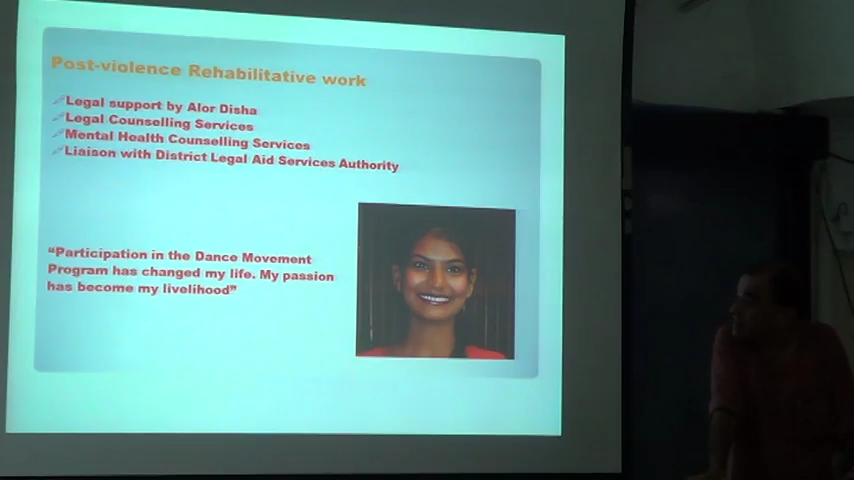 Post-violence Rehabilitative work
Legal support by Alor Disha
Legal Counselling Services
Mental Health Counselling Services
Liaison with District Legal Aid Services Authority
“Participation in the Dance Movement
Program has changed my life. My passion
has become my livelihood”